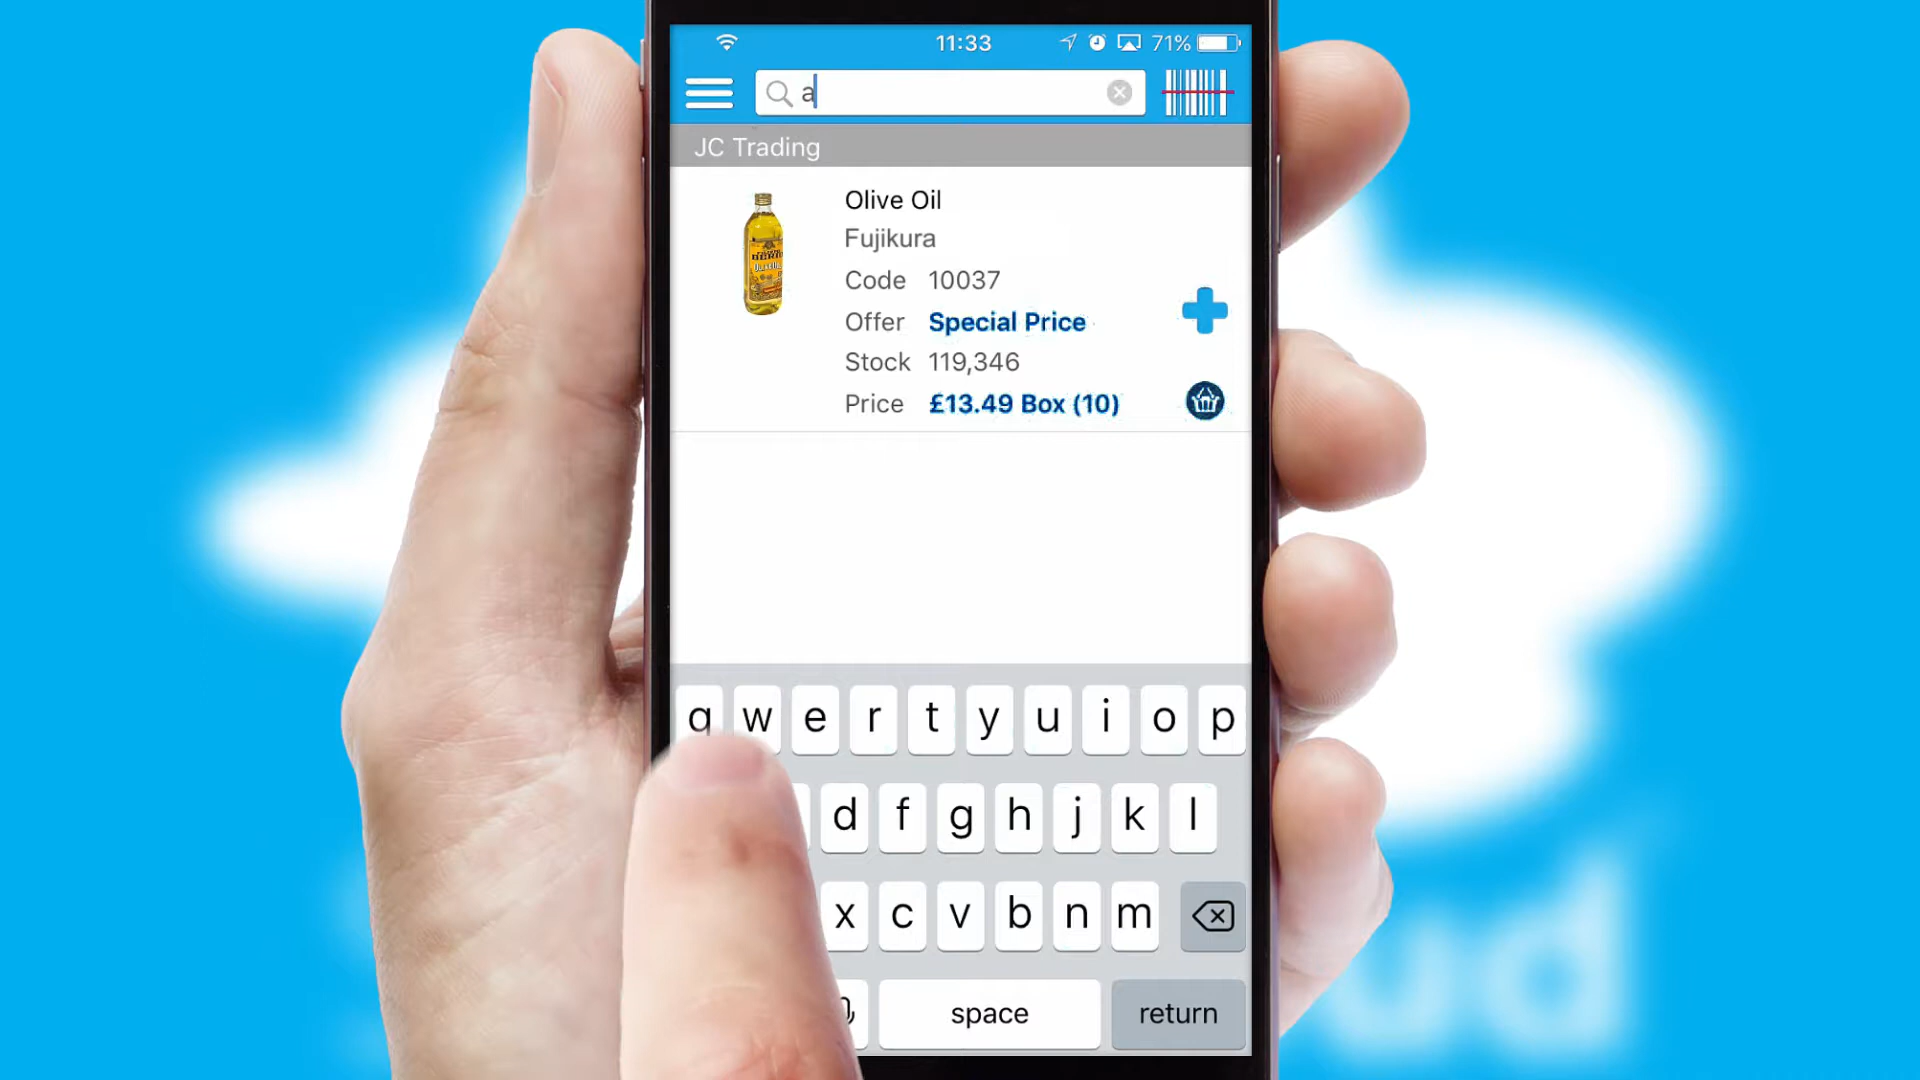 11:33
71%
a
JC Trading
Olive Oil
Fujikura
Code 10037
Offer Special Price
Stock 119,346
Price £13.49 Box (10)
q w e r t y u i o p
d f g h j k l
x c v b n m
space return
ud